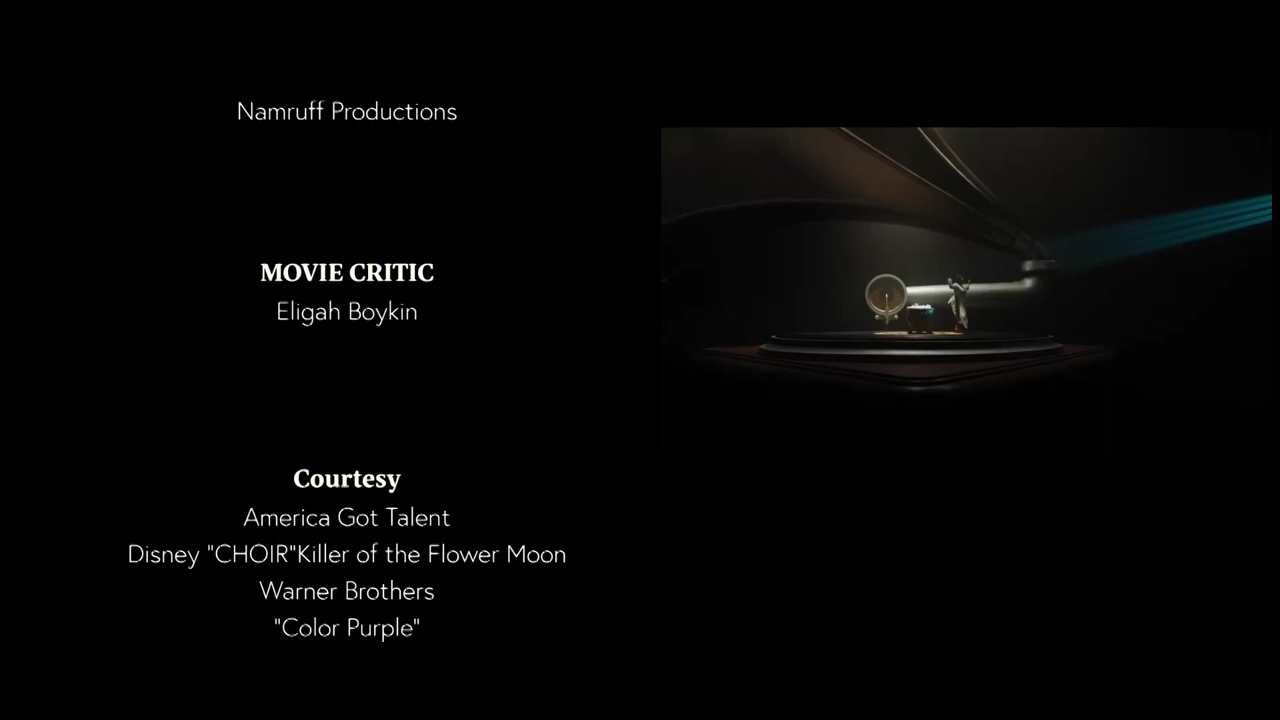 Namruff Productions
MOVIE CRITIC
Eligah Boykin
Courtesy
America Got Talent
Disney "CHOIR"Killer of the Flower Moon
Warner Brothers
"Color Purple"